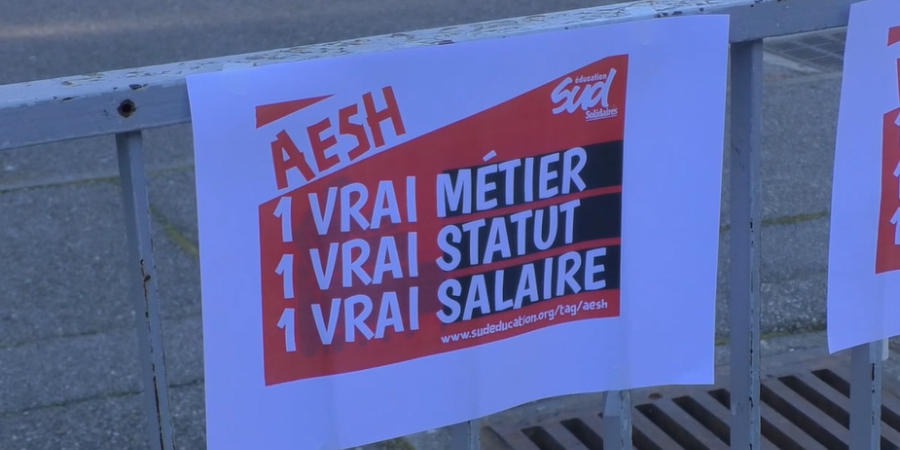 AESH
éducation
Sud
Solidaires
1 VRAI MÉTIER
1 VRAI STATUT
1 VRAI SALAIRE
www.sudeducation.org/tag/aesh